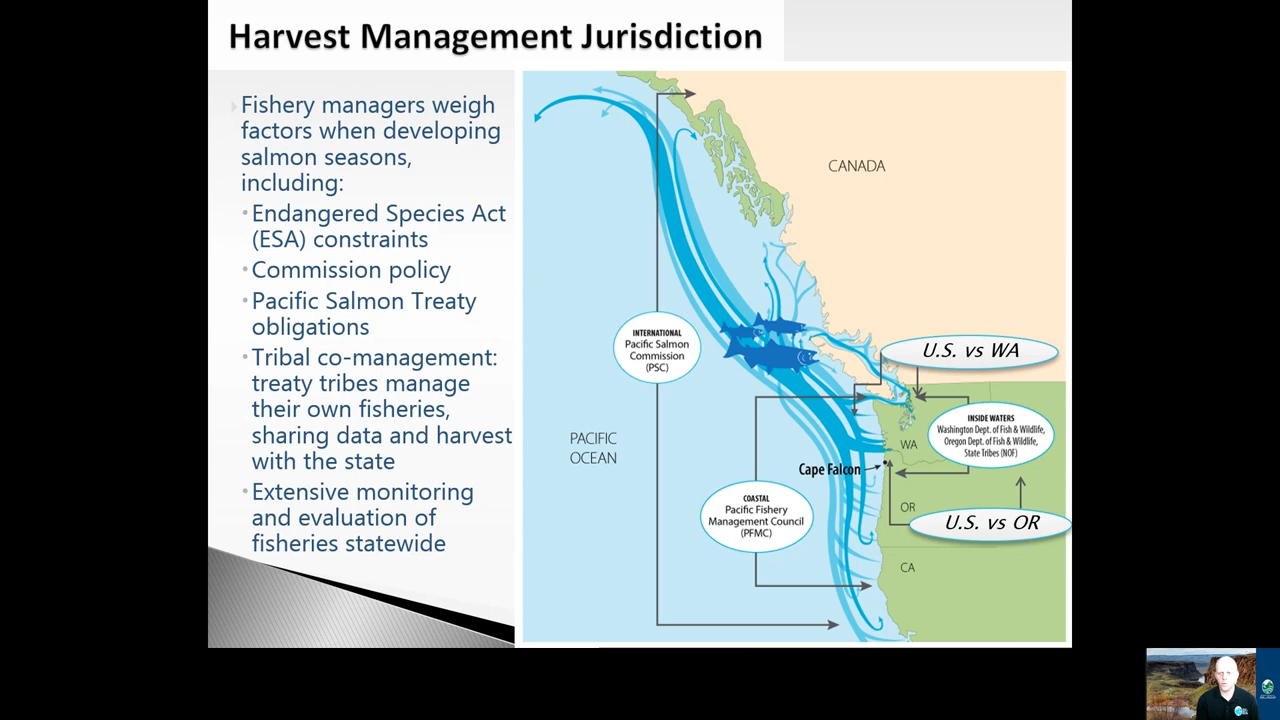 Harvest Management Jurisdiction
Fishery managers weigh
factors when developing
salmon seasons,
including:
Endangered Species Act
(ESA) constraints
Commission policy
Pacific Salmon Treaty
obligations
Tribal co-management:
treaty tribes manage
their own fisheries,
sharing data and harvest
with the state
Extensive monitoring
and evaluation of
fisheries statewide
CANADA
INTERNATIONAL
Pacific Salmon
Commission
(PSC)
U.S. vs WA
PACIFIC
OCEAN
WA
INSIDE WATERS
Washington Dept. of Fish & Wildlife,
Oregon Dept. of Fish & Wildlife,
State Tribes (NOF)
Cape Falcon
COASTAL
Pacific Fishery
Management Council
(PFMC)
OR
U.S. vs OR
CA